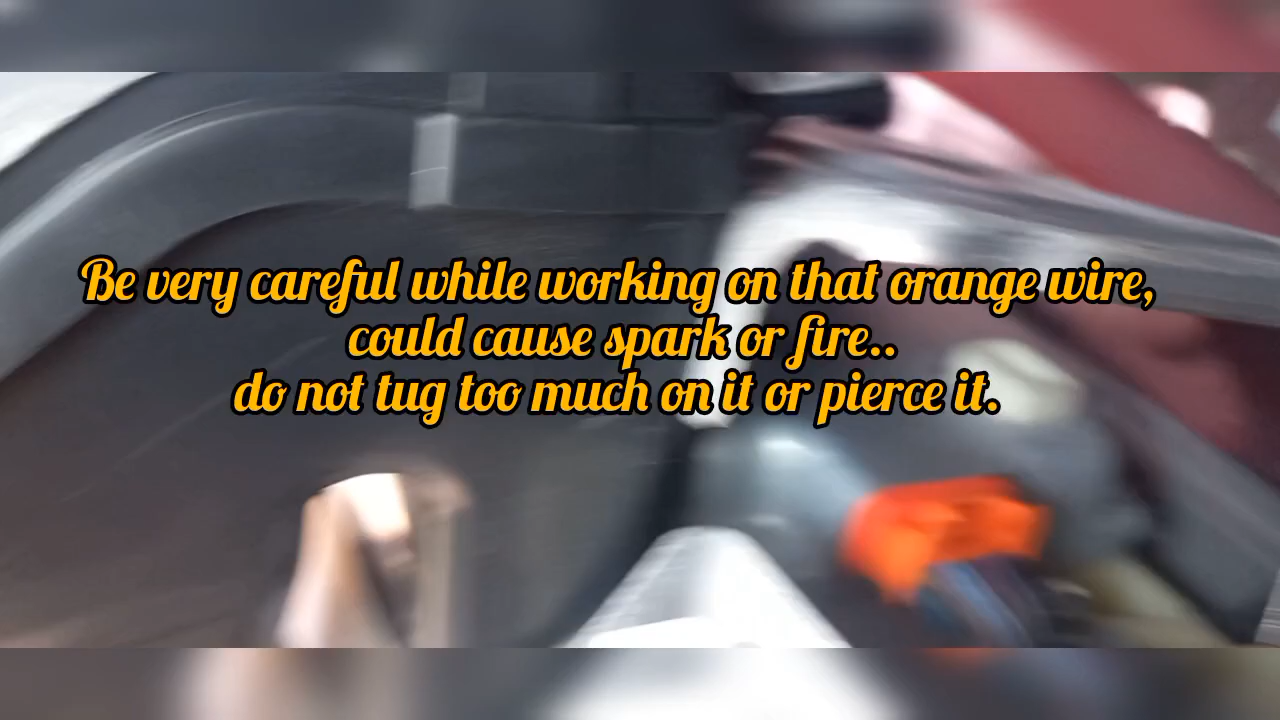 Be very careful while working on that orange wire,
could cause spark or fire..
do not tug too much on it or pierce it.